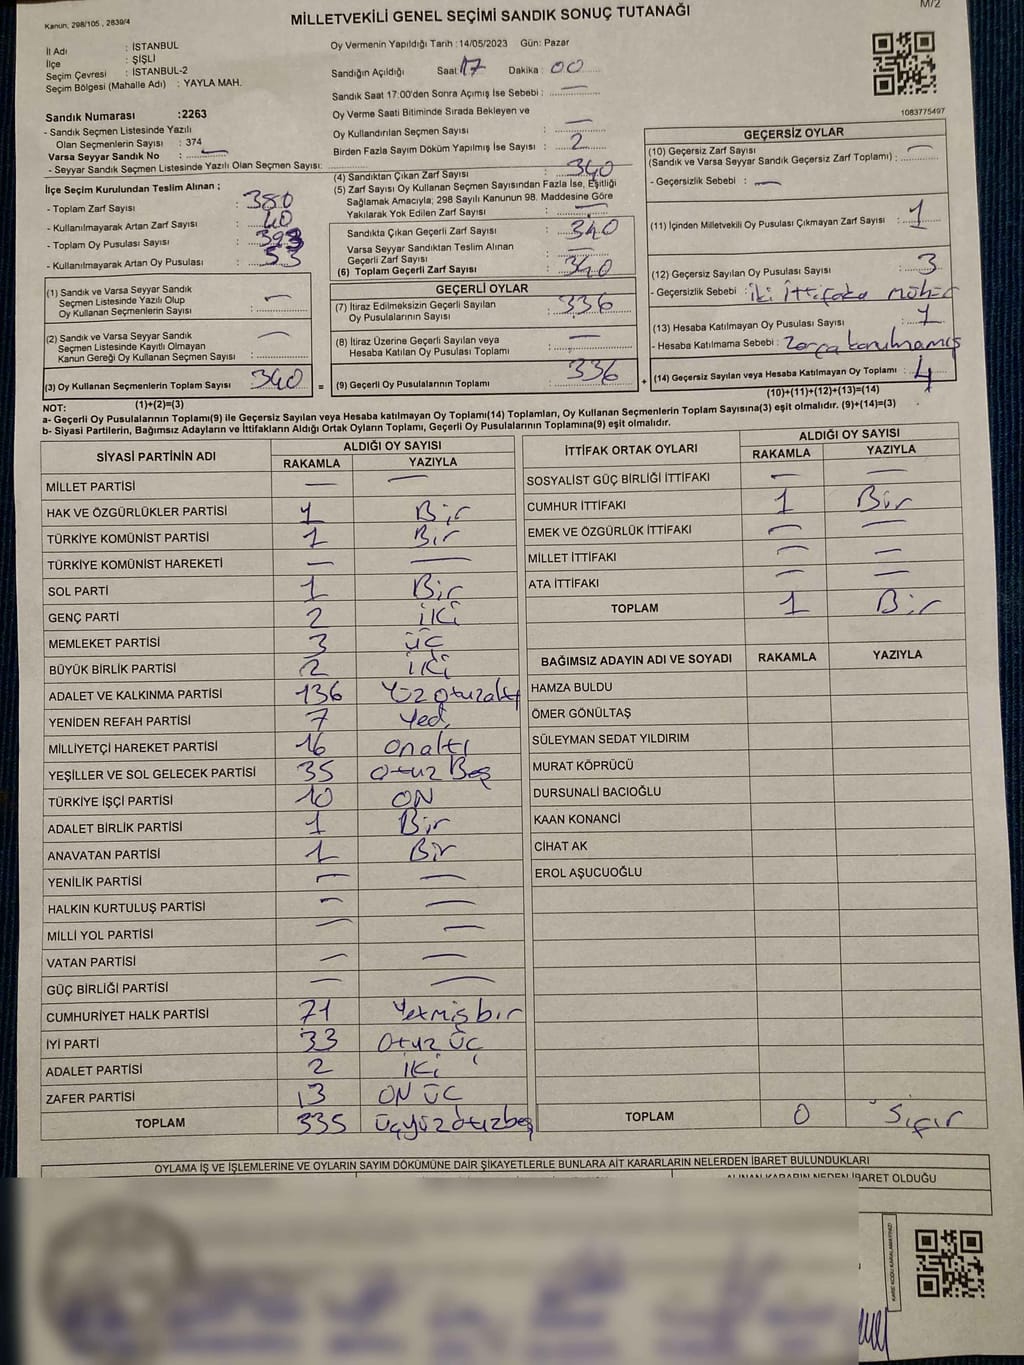 Kanun, 298/105 , 2839/4
M/2
MİLLETVEKİLİ GENEL SEÇİMİ SANDIK SONUÇ TUTANAĞI
İl Adı : İSTANBUL
İlçe : ŞİŞLİ
Seçim Çevresi : İSTANBUL-2
Seçim Bölgesi (Mahalle Adı) : YAYLA MAH.
Oy Vermenin Yapıldığı Tarih : 14/05/2023 Gün: Pazar
Sandığın Açıldığı Saat 17 Dakika : 00
Sandık Saat 17:00'den Sonra Açımış İse Sebebi : —
Oy Verme Saati Bitiminde Sırada Bekleyen ve
Oy Kullandırılan Seçmen Sayısı : —
Birden Fazla Sayım Döküm Yapılmış İse Sayısı : 2
1083775497
Sandık Numarası :2263
- Sandık Seçmen Listesinde Yazılı
Olan Seçmenlerin Sayısı : 374
Varsa Seyyar Sandık No : —
- Seyyar Sandık Seçmen Listesinde Yazılı Olan Seçmen Sayısı:
İlçe Seçim Kurulundan Teslim Alınan ;
- Toplam Zarf Sayısı : 380
- Kullanılmayarak Artan Zarf Sayısı : 40
- Toplam Oy Pusulası Sayısı : 393
- Kullanılmayarak Artan Oy Pusulası : 53
(4) Sandıktan Çıkan Zarf Sayısı : 340
(5) Zarf Sayısı Oy Kullanan Seçmen Sayısından Fazla İse, Eşitliği
Sağlamak Amacıyla; 298 Sayılı Kanunun 98. Maddesine Göre
Yakılarak Yok Edilen Zarf Sayısı : —
Sandıkta Çıkan Geçerli Zarf Sayısı : 340
Varsa Seyyar Sandıktan Teslim Alınan
Geçerli Zarf Sayısı : —
(6) Toplam Geçerli Zarf Sayısı : 340
GEÇERSİZ OYLAR
(10) Geçersiz Zarf Sayısı
(Sandık ve Varsa Seyyar Sandık Geçersiz Zarf Toplamı) : —
- Geçersizlik Sebebi : —
(11) İçinden Milletvekili Oy Pusulası Çıkmayan Zarf Sayısı : 1
(12) Geçersiz Sayılan Oy Pusulası Sayısı : 3
- Geçersizlik Sebebi : iki ittifaka mühür
(13) Hesaba Katılmayan Oy Pusulası Sayısı : 1
- Hesaba Katılmama Sebebi : Zarfa konulmamış
(14) Geçersiz Sayılan veya Hesaba Katılmayan Oy Toplamı : 4
(10)+(11)+(12)+(13)=(14)
(1) Sandık ve Varsa Seyyar Sandık
Seçmen Listesinde Yazılı Olup
Oy Kullanan Seçmenlerin Sayısı : —
(2) Sandık ve Varsa Seyyar Sandık
Seçmen Listesinde Kayıtlı Olmayan
Kanun Gereği Oy Kullanan Seçmen Sayısı : —
(3) Oy Kullanan Seçmenlerin Toplam Sayısı 340 =
(1)+(2)=(3)
GEÇERLİ OYLAR
(7) İtiraz Edilmeksizin Geçerli Sayılan
Oy Pusulalarının Sayısı : 336
(8) İtiraz Üzerine Geçerli Sayılan veya
Hesaba Katılan Oy Pusulası Toplamı : —
(9) Geçerli Oy Pusulalarının Toplamı : 336 +
NOT:
a- Geçerli Oy Pusulalarının Toplamı(9) ile Geçersiz Sayılan veya Hesaba katılmayan Oy Toplamı(14) Toplamları, Oy Kullanan Seçmenlerin Toplam Sayısına(3) eşit olmalıdır. (9)+(14)=(3)
b- Siyasi Partilerin, Bağımsız Adayların ve İttifakların Aldığı Ortak Oyların Toplamı, Geçerli Oy Pusulalarının Toplamına(9) eşit olmalıdır.
SİYASİ PARTİNİN ADI ALDIĞI OY SAYISI
RAKAMLA YAZIYLA
MİLLET PARTİSİ — —
HAK VE ÖZGÜRLÜKLER PARTİSİ 1 Bir
TÜRKİYE KOMÜNİST PARTİSİ 1 Bir
TÜRKİYE KOMÜNİST HAREKETİ — —
SOL PARTİ 1 Bir
GENÇ PARTİ 2 iki
MEMLEKET PARTİSİ 3 üç
BÜYÜK BİRLİK PARTİSİ 2 iki
ADALET VE KALKINMA PARTİSİ 136 Yüz otuzaltı
YENİDEN REFAH PARTİSİ 7 Yedi
MİLLİYETÇİ HAREKET PARTİSİ 16 onaltı
YEŞİLLER VE SOL GELECEK PARTİSİ 35 otuz Beş
TÜRKİYE İŞÇİ PARTİSİ 10 ON
ADALET BİRLİK PARTİSİ 1 Bir
ANAVATAN PARTİSİ 1 Bir
YENİLİK PARTİSİ — —
HALKIN KURTULUŞ PARTİSİ — —
MİLLİ YOL PARTİSİ — —
VATAN PARTİSİ — —
GÜÇ BİRLİĞİ PARTİSİ — —
CUMHURİYET HALK PARTİSİ 71 Yetmişbir
İYİ PARTİ 33 Otuz üç
ADALET PARTİSİ 2 iki
ZAFER PARTİSİ 13 ON ÜÇ
TOPLAM 335 üçyüzotuzbeş
İTTİFAK ORTAK OYLARI ALDIĞI OY SAYISI
RAKAMLA YAZIYLA
SOSYALİST GÜÇ BİRLİĞİ İTTİFAKI — —
CUMHUR İTTİFAKI 1 Bir
EMEK VE ÖZGÜRLÜK İTTİFAKI — —
MİLLET İTTİFAKI — —
ATA İTTİFAKI — —
TOPLAM 1 Bir
BAĞIMSIZ ADAYIN ADI VE SOYADI RAKAMLA YAZIYLA
HAMZA BULDU
ÖMER GÖNÜLTAŞ
SÜLEYMAN SEDAT YILDIRIM
MURAT KÖPRÜCÜ
DURSUNALİ BACIOĞLU
KAAN KONANCİ
CİHAT AK
EROL AŞUCUOĞLU
TOPLAM 0 Sıfır
OYLAMA İŞ VE İŞLEMLERİNE VE OYLARIN SAYIM DÖKÜMÜNE DAİR ŞİKAYETLERLE BUNLARA AİT KARARLARIN NELERDEN İBARET BULUNDUKLARI
ALINAN KARARIN NEDEN İBARET OLDUĞU
KARE KODU KARALAMAYINIZ!